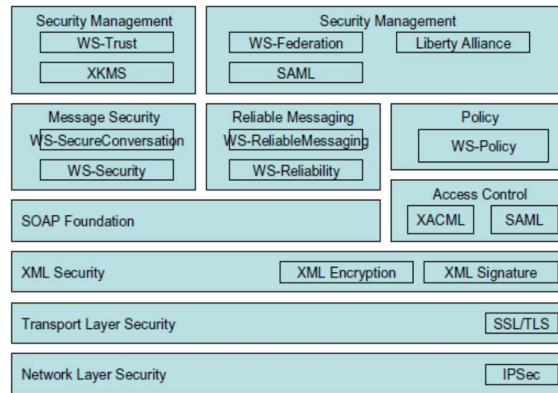 Security Management
WS-Trust
XKMS
Security Management
WS-Federation
Liberty Alliance
SAML
Message Security
WS-SecureConversation
WS-Security
Reliable Messaging
WS-ReliableMessaging
WS-Reliability
Policy
WS-Policy
Access Control
XACML
SAML
SOAP Foundation
XML Security
XML Encryption
XML Signature
Transport Layer Security
SSL/TLS
Network Layer Security
IPSec